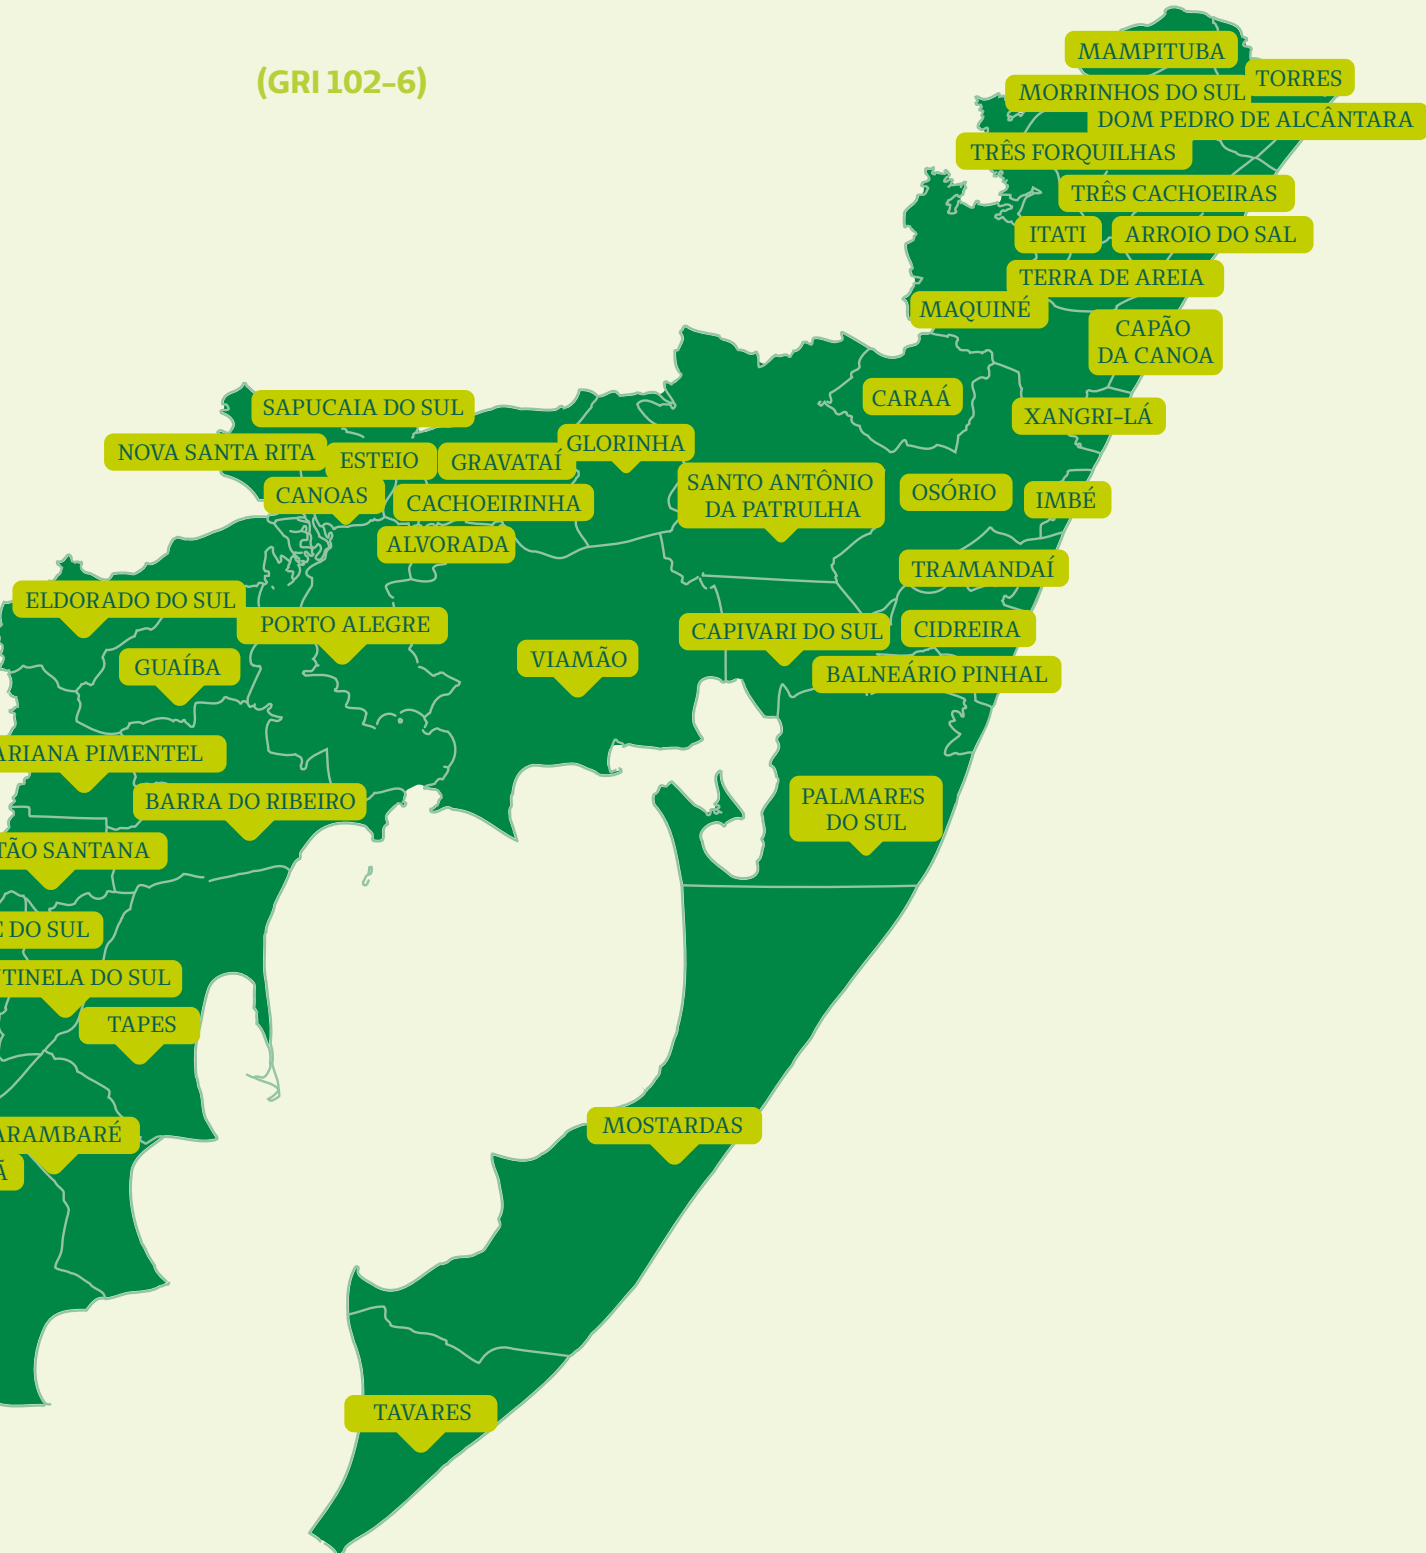 (GRI 102-6)
MAMPITUBA
TORRES
MORRINHOS DO SUL
DOM PEDRO DE ALCÂNTARA
TRÊS FORQUILHAS
TRÊS CACHOEIRAS
ITATI
ARROIO DO SAL
TERRA DE AREIA
MAQUINÉ
CAPÃO
DA CANOA
CARAÁ
SAPUCAIA DO SUL
XANGRI-LÁ
NOVA SANTA RITA
ESTEIO
GRAVATAÍ
GLORINHA
CANOAS
CACHOEIRINHA
SANTO ANTÔNIO
DA PATRULHA
OSÓRIO
IMBÉ
ALVORADA
TRAMANDAÍ
ELDORADO DO SUL
PORTO ALEGRE
CAPIVARI DO SUL
CIDREIRA
GUAÍBA
VIAMÃO
BALNEÁRIO PINHAL
ARIANA PIMENTEL
BARRA DO RIBEIRO
PALMARES
DO SUL
TÃO SANTANA
E DO SUL
TINELA DO SUL
TAPES
MOSTARDAS
ARAMBARÉ
Ã
TAVARES